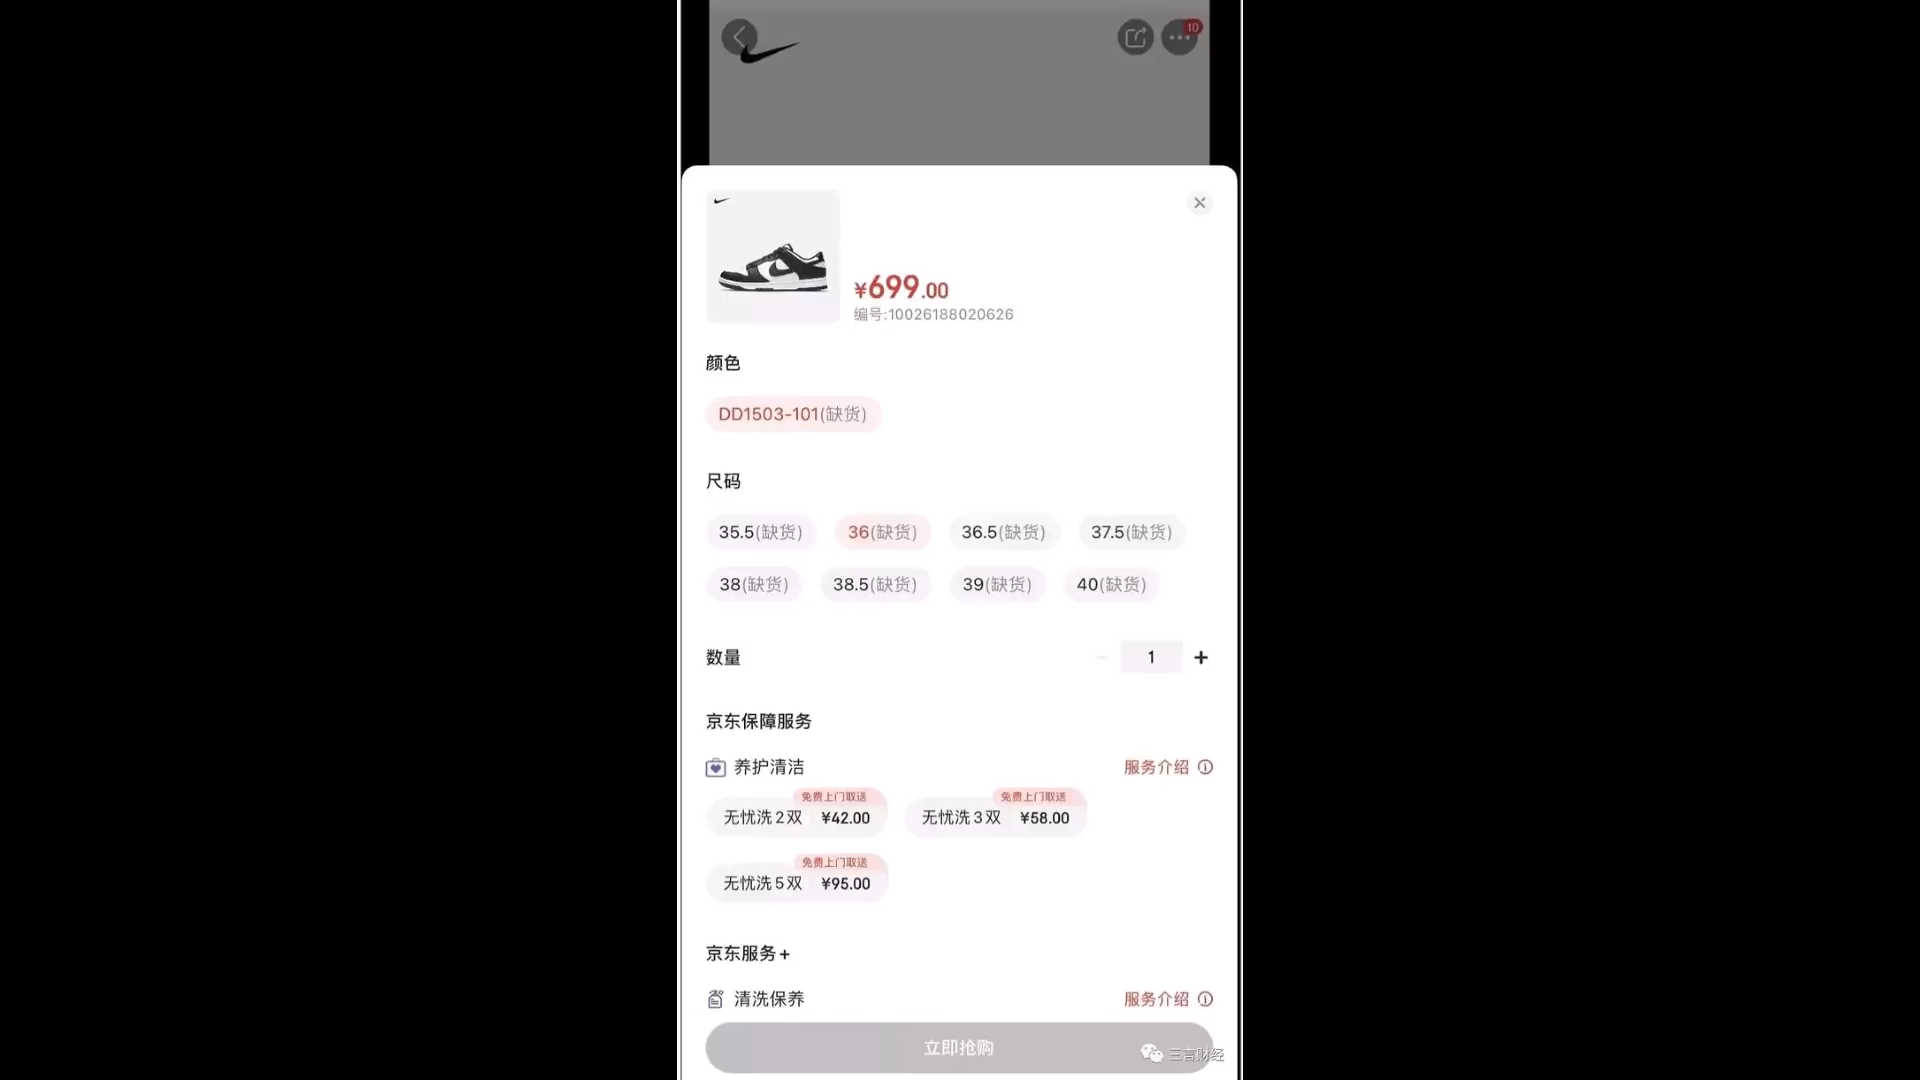 10
¥699.00
编号:10026188020626
颜色
DD1503-101(缺货)
尺码
35.5(缺货) 36(缺货) 36.5(缺货) 37.5(缺货)
38(缺货) 38.5(缺货) 39(缺货) 40(缺货)
数量 1
京东保障服务
养护清洁 服务介绍
免费上门取送 免费上门取送
无忧洗2双 ¥42.00 无忧洗3双 ¥58.00
免费上门取送
无忧洗5双 ¥95.00
京东服务+
清洗保养 服务介绍
立即抢购
三言财经